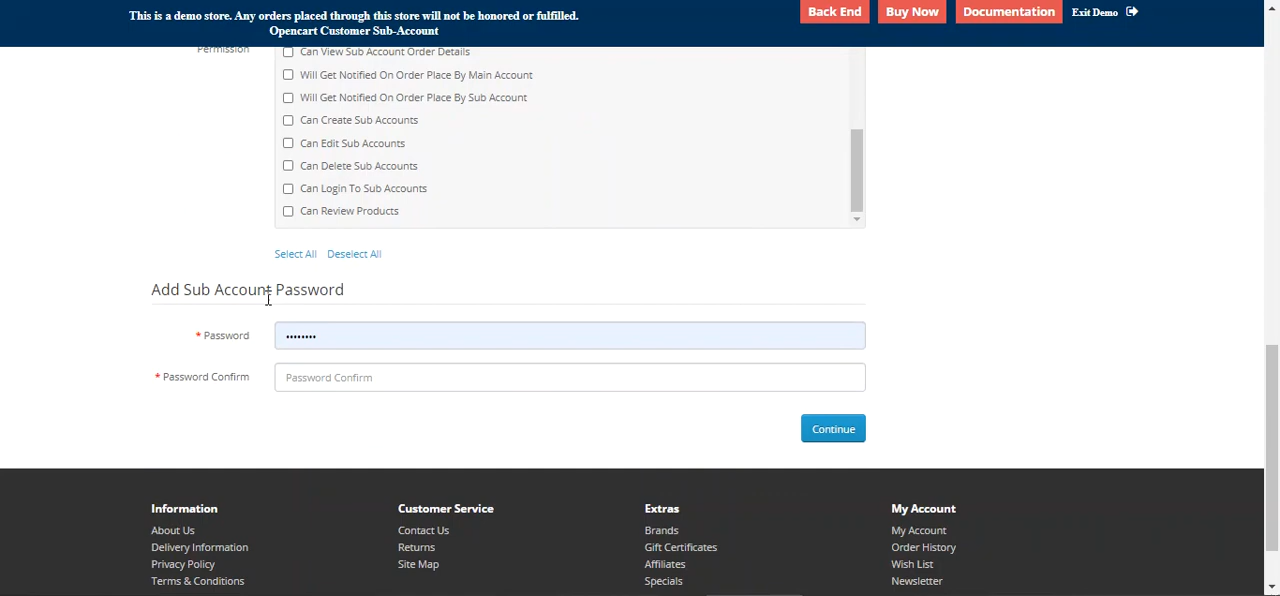 This is a demo store. Any orders placed through this store will not be honored or fulfilled.
Opencart Customer Sub-Account
Back End
Buy Now
Documentation
Exit Demo
Permission
Can View Sub Account Order Details
Will Get Notified On Order Place By Main Account
Will Get Notified On Order Place By Sub Account
Can Create Sub Accounts
Can Edit Sub Accounts
Can Delete Sub Accounts
Can Login To Sub Accounts
Can Review Products
Select All Deselect All
Add Sub Account Password
* Password ••••••••
* Password Confirm Password Confirm
Continue
Information
About Us
Delivery Information
Privacy Policy
Terms & Conditions
Customer Service
Contact Us
Returns
Site Map
Extras
Brands
Gift Certificates
Affiliates
Specials
My Account
My Account
Order History
Wish List
Newsletter